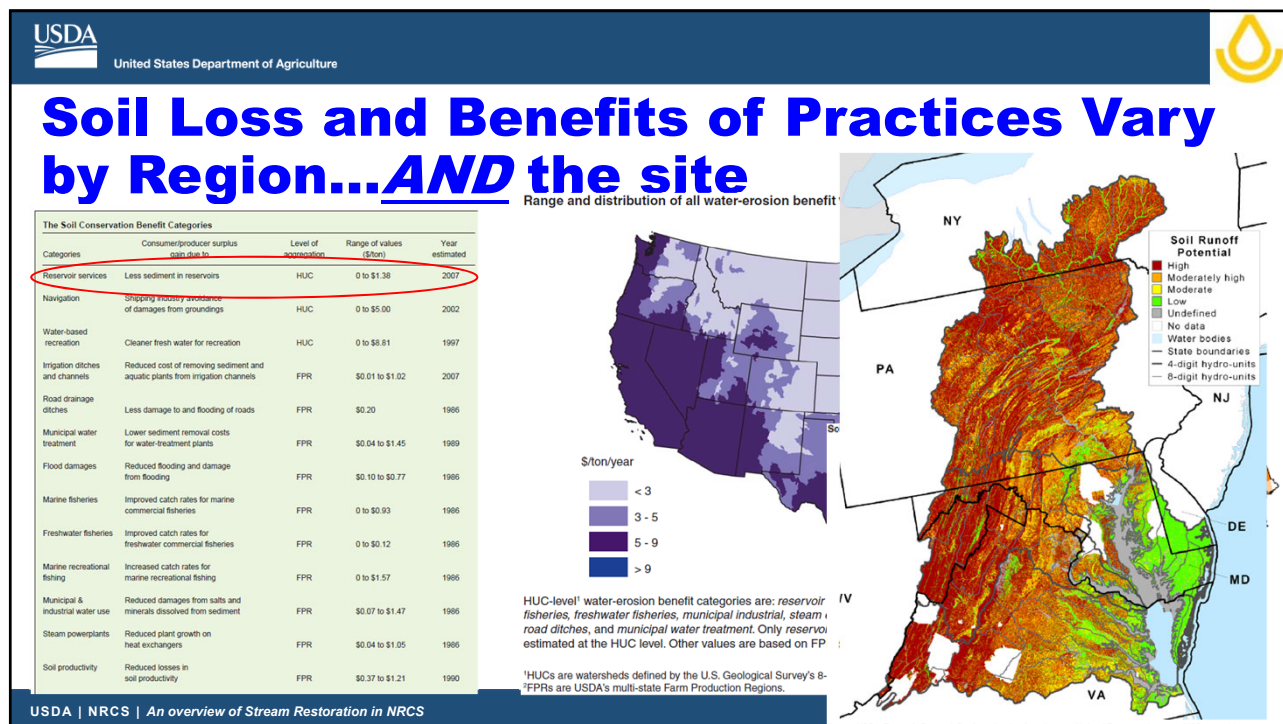 USDA
United States Department of Agriculture
Soil Loss and Benefits of Practices Vary
by Region...AND the site
The Soil Conservation Benefit Categories
Categories Consumer/producer surplus gain due to Level of aggregation Range of values ($/ton) Year estimated
Reservoir services Less sediment in reservoirs HUC 0 to $1.38 2007
Navigation Shipping industry avoidance of damages from groundings HUC 0 to $5.00 2002
Water-based recreation Cleaner fresh water for recreation HUC 0 to $8.81 1997
Irrigation ditches and channels Reduced cost of removing sediment and aquatic plants from irrigation channels FPR $0.01 to $1.02 2007
Road drainage ditches Less damage to and flooding of roads FPR $0.20 1986
Municipal water treatment Lower sediment removal costs for water-treatment plants FPR $0.04 to $1.45 1989
Flood damages Reduced flooding and damage from flooding FPR $0.10 to $0.77 1986
Marine fisheries Improved catch rates for marine commercial fisheries FPR 0 to $0.93 1986
Freshwater fisheries Improved catch rates for freshwater commercial fisheries FPR 0 to $0.12 1986
Marine recreational fishing Increased catch rates for marine recreational fishing FPR 0 to $1.57 1986
Municipal & industrial water use Reduced damages from salts and minerals dissolved from sediment FPR $0.07 to $1.47 1986
Steam powerplants Reduced plant growth on heat exchangers FPR $0.04 to $1.05 1986
Soil productivity Reduced losses in soil productivity FPR $0.37 to $1.21 1990
Range and distribution of all water-erosion benefit
So
$/ton/year
< 3
3 - 5
5 - 9
> 9
HUC-level¹ water-erosion benefit categories are: reservoir
fisheries, freshwater fisheries, municipal industrial, steam
road ditches, and municipal water treatment. Only reservoi
estimated at the HUC level. Other values are based on FP
¹HUCs are watersheds defined by the U.S. Geological Survey's 8-
²FPRs are USDA's multi-state Farm Production Regions.
NY
Soil Runoff
Potential
High
Moderately high
Moderate
Low
Undefined
No data
Water bodies
State boundaries
4-digit hydro-units
8-digit hydro-units
PA
NJ
DE
MD
WV
VA
USDA | NRCS | An overview of Stream Restoration in NRCS